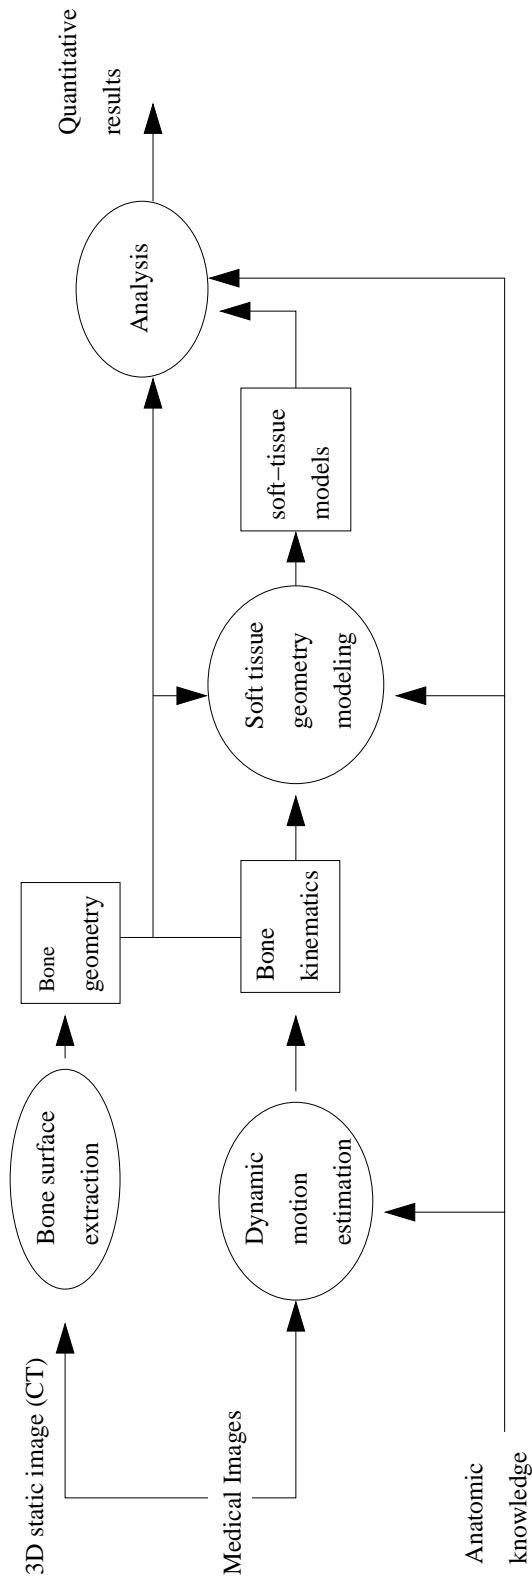 3D static image (CT)
Medical Images
Anatomic
knowledge
Bone surface
extraction
Dynamic
motion
estimation
Bone
geometry
Bone
kinematics
Soft tissue
geometry
modeling
soft−tissue
models
Analysis
Quantitative
results